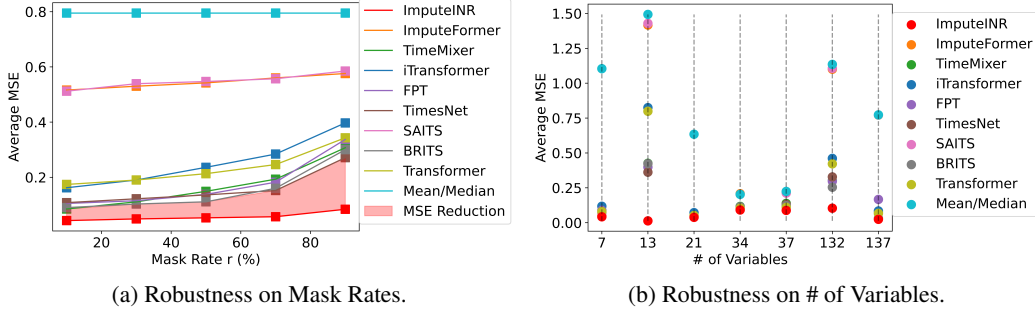 0.8
0.6
0.4
0.2
Average MSE
20 40 60 80
Mask Rate r (%)
ImputeINR
ImputeFormer
TimeMixer
iTransformer
FPT
TimesNet
SAITS
BRITS
Transformer
Mean/Median
MSE Reduction
(a) Robustness on Mask Rates.
1.50
1.25
1.00
0.75
0.50
0.25
0.00
Average MSE
7 13 21 34 37 132 137
# of Variables
ImputeINR
ImputeFormer
TimeMixer
iTransformer
FPT
TimesNet
SAITS
BRITS
Transformer
Mean/Median
(b) Robustness on # of Variables.